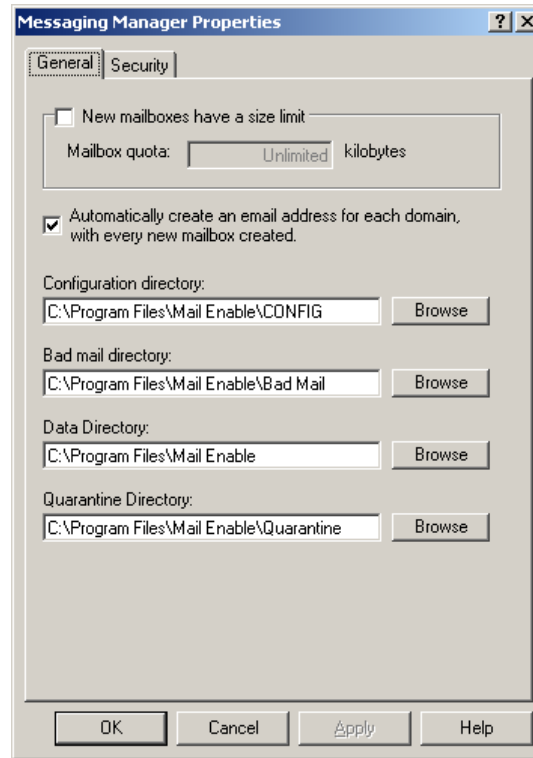 Messaging Manager Properties
General Security
New mailboxes have a size limit
Mailbox quota: Unlimited kilobytes
Automatically create an email address for each domain,
with every new mailbox created.
Configuration directory:
C:\Program Files\Mail Enable\CONFIG Browse
Bad mail directory:
C:\Program Files\Mail Enable\Bad Mail Browse
Data Directory:
C:\Program Files\Mail Enable Browse
Quarantine Directory:
C:\Program Files\Mail Enable\Quarantine Browse
OK Cancel Apply Help